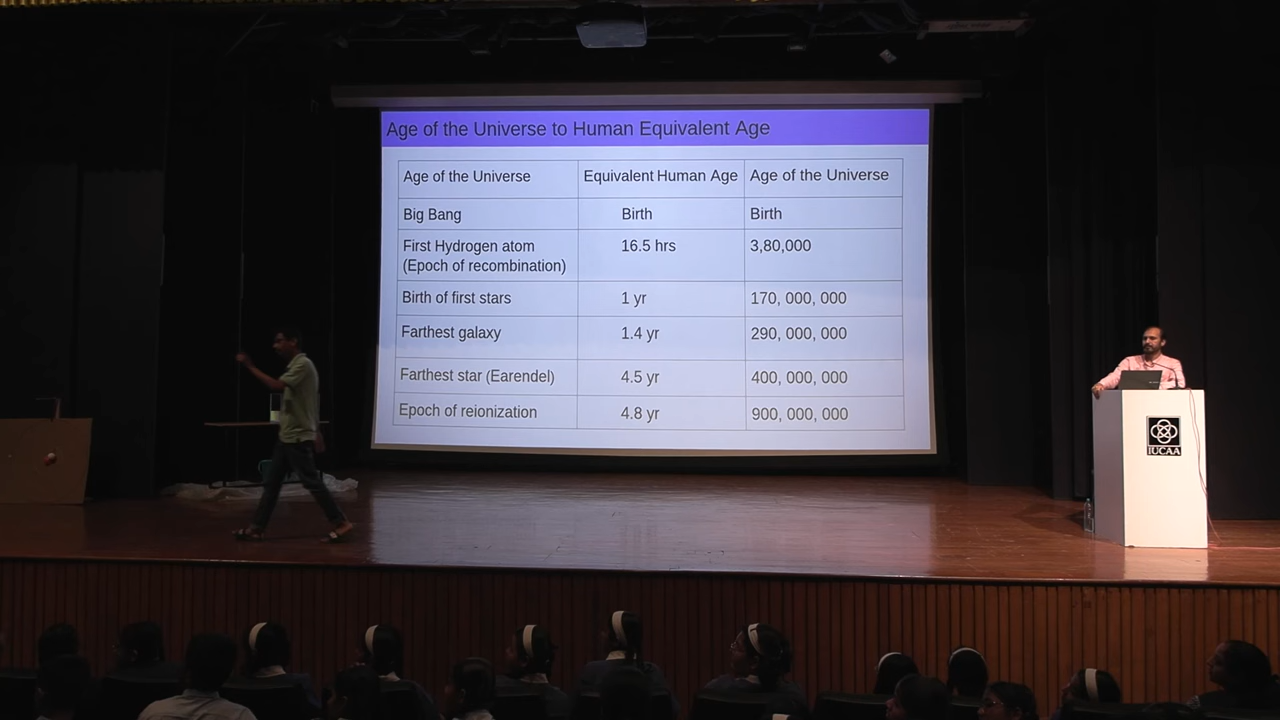 Age of the Universe to Human Equivalent Age
Age of the Universe Equivalent Human Age Age of the Universe
Big Bang Birth Birth
First Hydrogen atom 16.5 hrs 3,80,000
(Epoch of recombination)
Birth of first stars 1 yr 170, 000, 000
Farthest galaxy 1.4 yr 290, 000, 000
Farthest star (Earendel) 4.5 yr 400, 000, 000
Epoch of reionization 4.8 yr 900, 000, 000
IUCAA